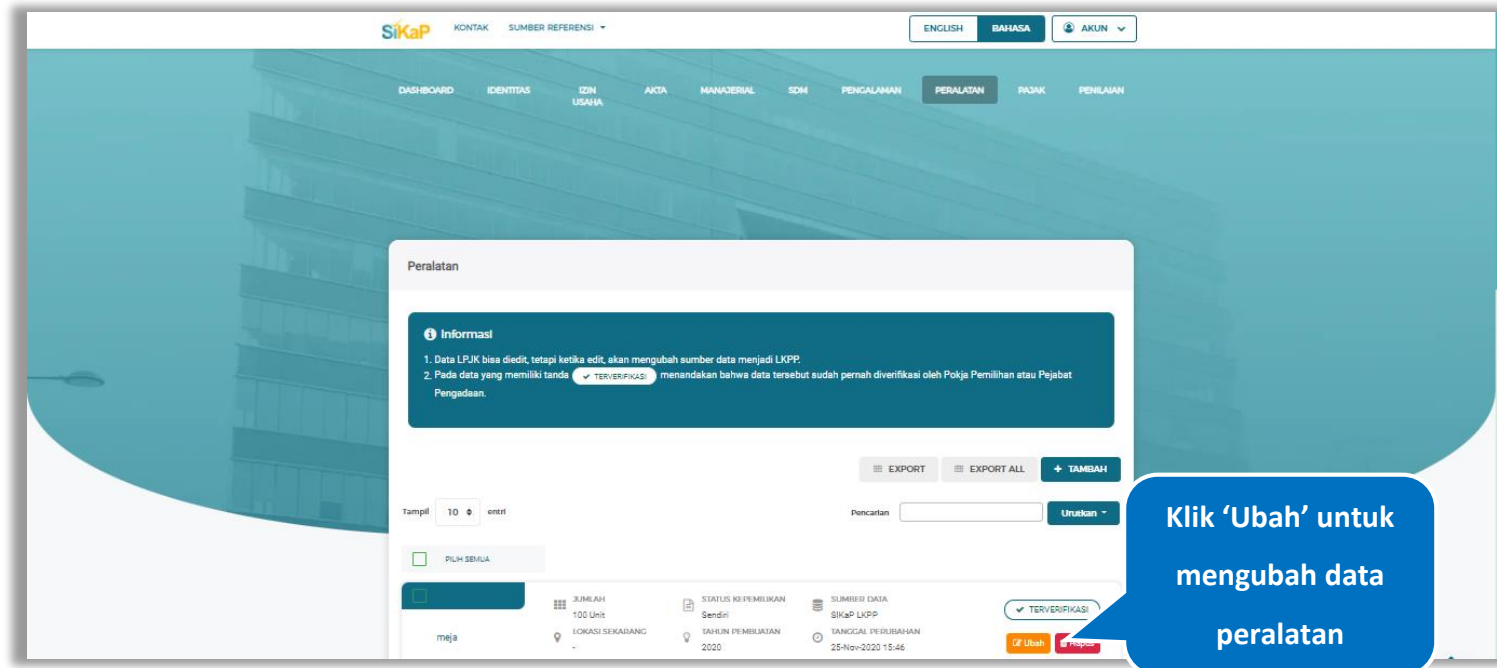 SiKaP KONTAK SUMBER REFERENSI ENGLISH BAHASA AKUN
DASHBOARD IDENTITAS IZIN USAHA AKTA MANAJERIAL SDM PENGALAMAN PERALATAN PAJAK PENILAIAN
Peralatan
Informasi
1. Data LPJK bisa diedit, tetapi ketika edit, akan mengubah sumber data menjadi LKPP.
2. Pada data yang memiliki tanda TERVERIFIKASI menandakan bahwa data tersebut sudah pernah diverifikasi oleh Pokja Pemilihan atau Pejabat
Pengadaan.
EXPORT EXPORT ALL + TAMBAH
Tampil 10 entri Pencarian Urutkan
PILIH SEMUA
meja
JUMLAH
100 Unit
LOKASI SEKARANG
-
STATUS KEPEMILIKAN
Sendiri
TAHUN PEMBUATAN
2020
SUMBER DATA
SIKaP LKPP
TANGGAL PERUBAHAN
25-Nov-2020 15:46
TERVERIFIKASI
Ubah
Klik ‘Ubah’ untuk
mengubah data
peralatan